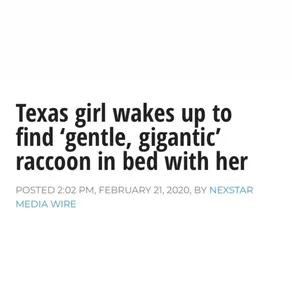 Texas girl wakes up to
find ‘gentle, gigantic’
raccoon in bed with her
POSTED 2:02 PM, FEBRUARY 21, 2020, BY NEXSTAR
MEDIA WIRE